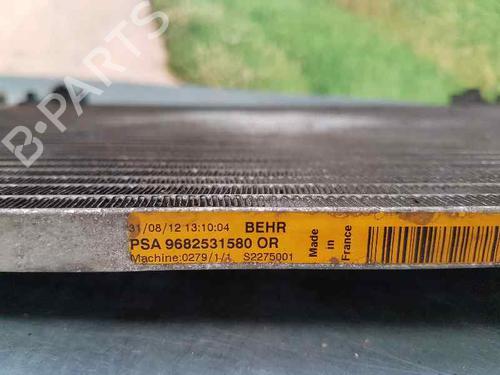 B-PARTS
31/08/12 13:10:04 BEHR
PSA 9682531580 OR
Machine:0279/1/1 S2275001
Made
in
France